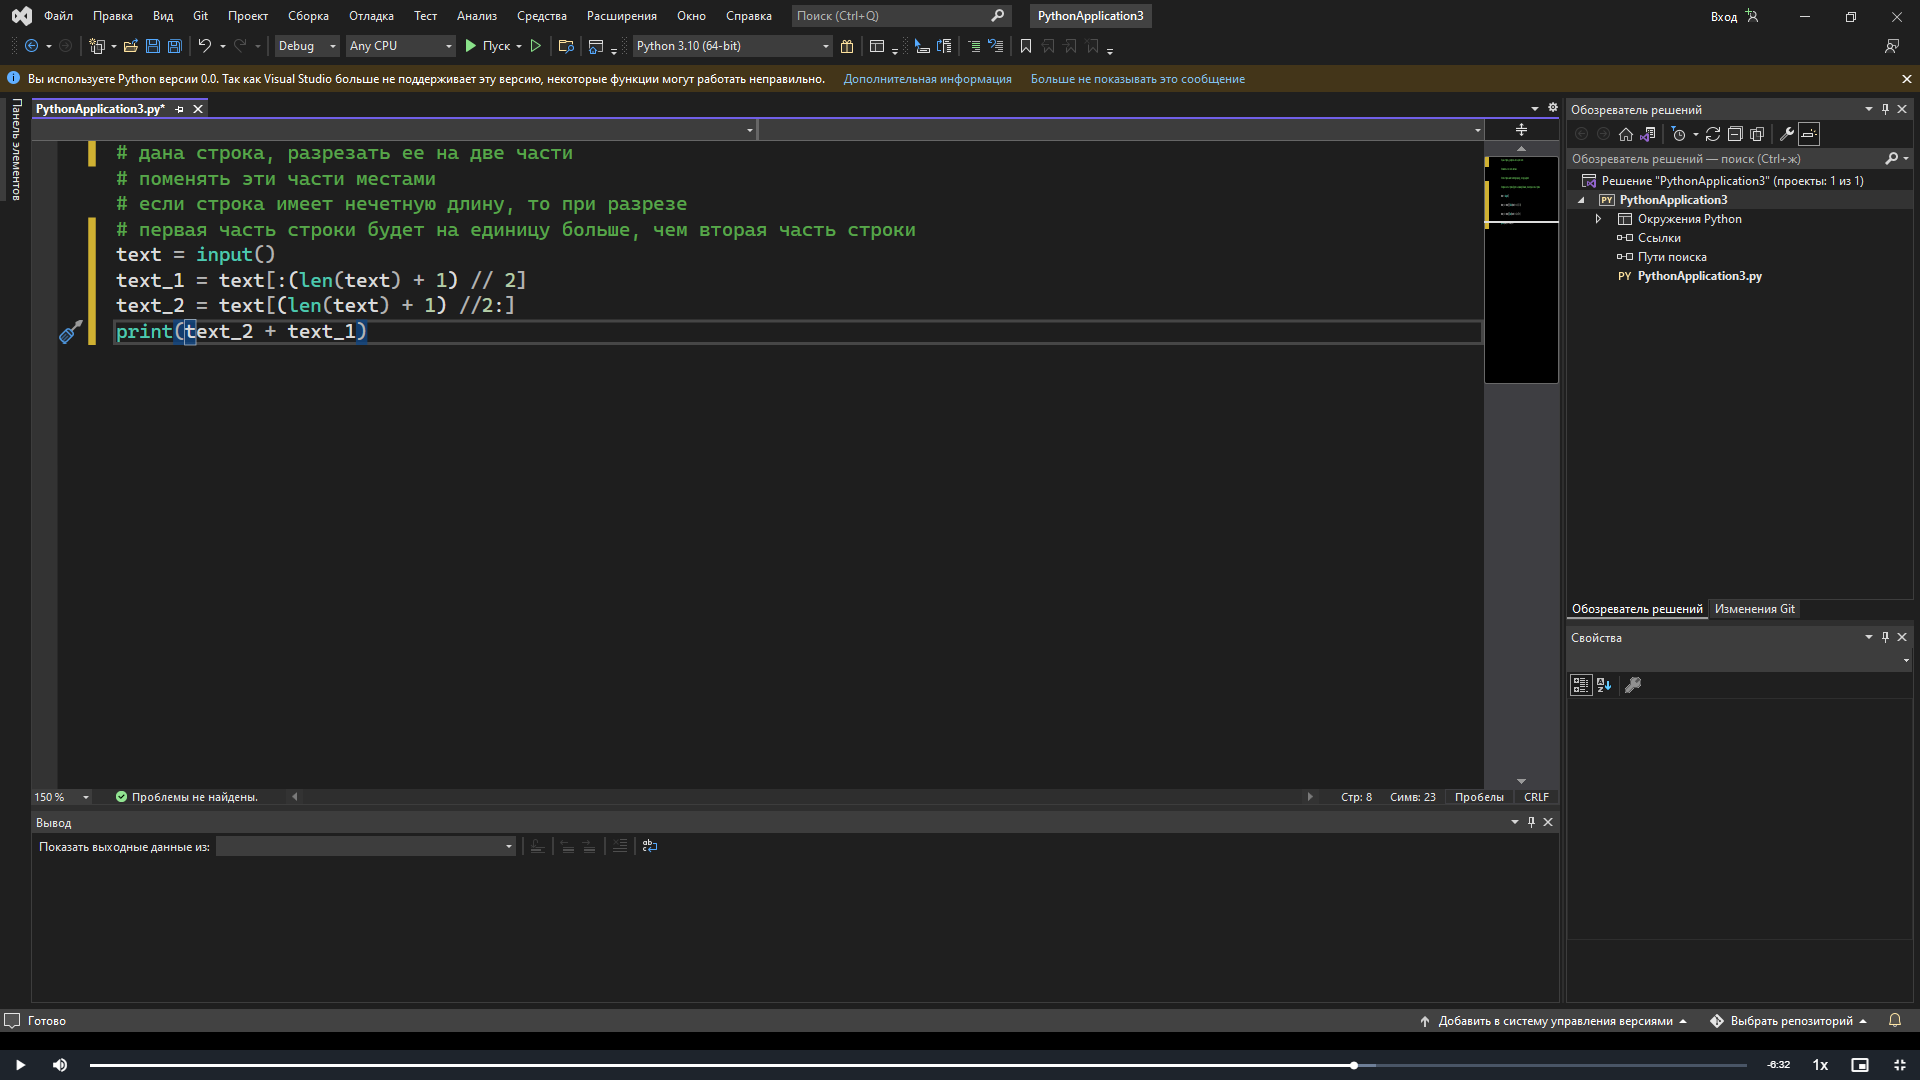 Файл Правка Вид Git Проект Сборка Отладка Тест Анализ Средства Расширения Окно Справка Поиск (Ctrl+Q) PythonApplication3 Вход
Debug Any CPU Пуск Python 3.10 (64-bit)
Вы используете Python версии 0.0. Так как Visual Studio больше не поддерживает эту версию, некоторые функции могут работать неправильно. Дополнительная информация Больше не показывать это сообщение
Панель элементов
PythonApplication3.py*
# дана строка, разрезать ее на две части
# поменять эти части местами
# если строка имеет нечетную длину, то при разрезе
# первая часть строки будет на единицу больше, чем вторая часть строки
text = input()
text_1 = text[:(len(text) + 1) // 2]
text_2 = text[(len(text) + 1) //2:]
print(text_2 + text_1)
150 % Проблемы не найдены. Стр: 8 Симв: 23 Пробелы CRLF
Вывод
Показать выходные данные из:
Обозреватель решений
Обозреватель решений — поиск (Ctrl+ж)
Решение "PythonApplication3" (проекты: 1 из 1)
PY PythonApplication3
Окружения Python
Ссылки
Пути поиска
PY PythonApplication3.py
Обозреватель решений Изменения Git
Свойства
Готово Добавить в систему управления версиями Выбрать репозиторий
-6:32 1x